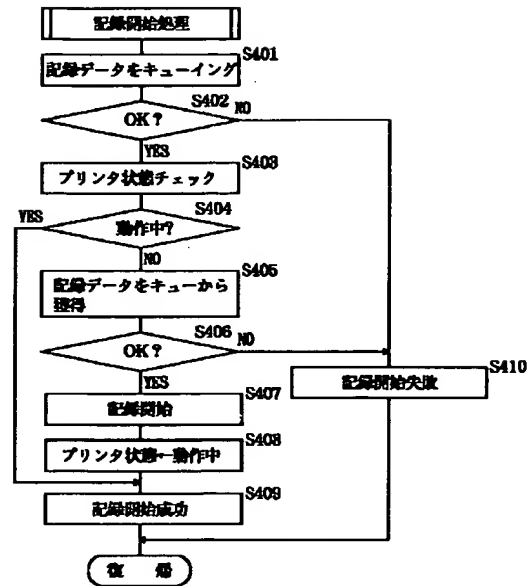 記録開始処理
S401
記録データをキューイング
S402
OK?
NO
YES
S403
プリンタ状態チェック
S404
YES
動作中?
NO
S405
記録データをキューから
獲得
S406
OK?
NO
YES
S407
記録開始
S410
記録開始失敗
S408
プリンタ状態←動作中
S409
記録開始成功
復 帰